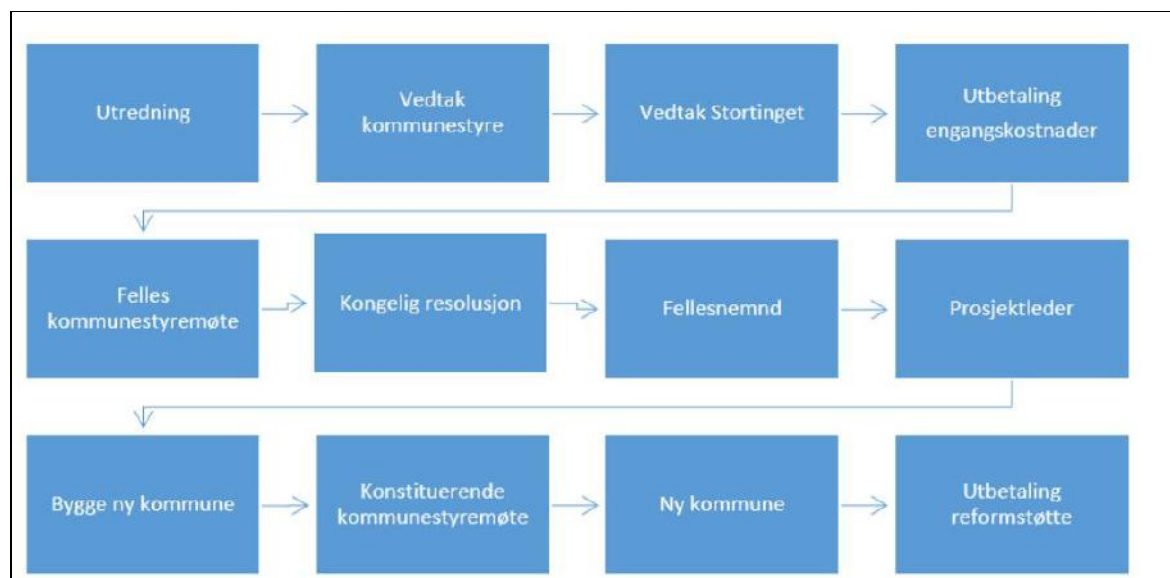 Utredning
Vedtak
kommunestyre
Vedtak Stortinget
Utbetaling
engangskostnader
Felles
kommunestyremøte
Kongelig resolusjon
Fellesnemnd
Prosjektleder
Bygge ny kommune
Konstituerende
kommunestyremøte
Ny kommune
Utbetaling
reformstøtte